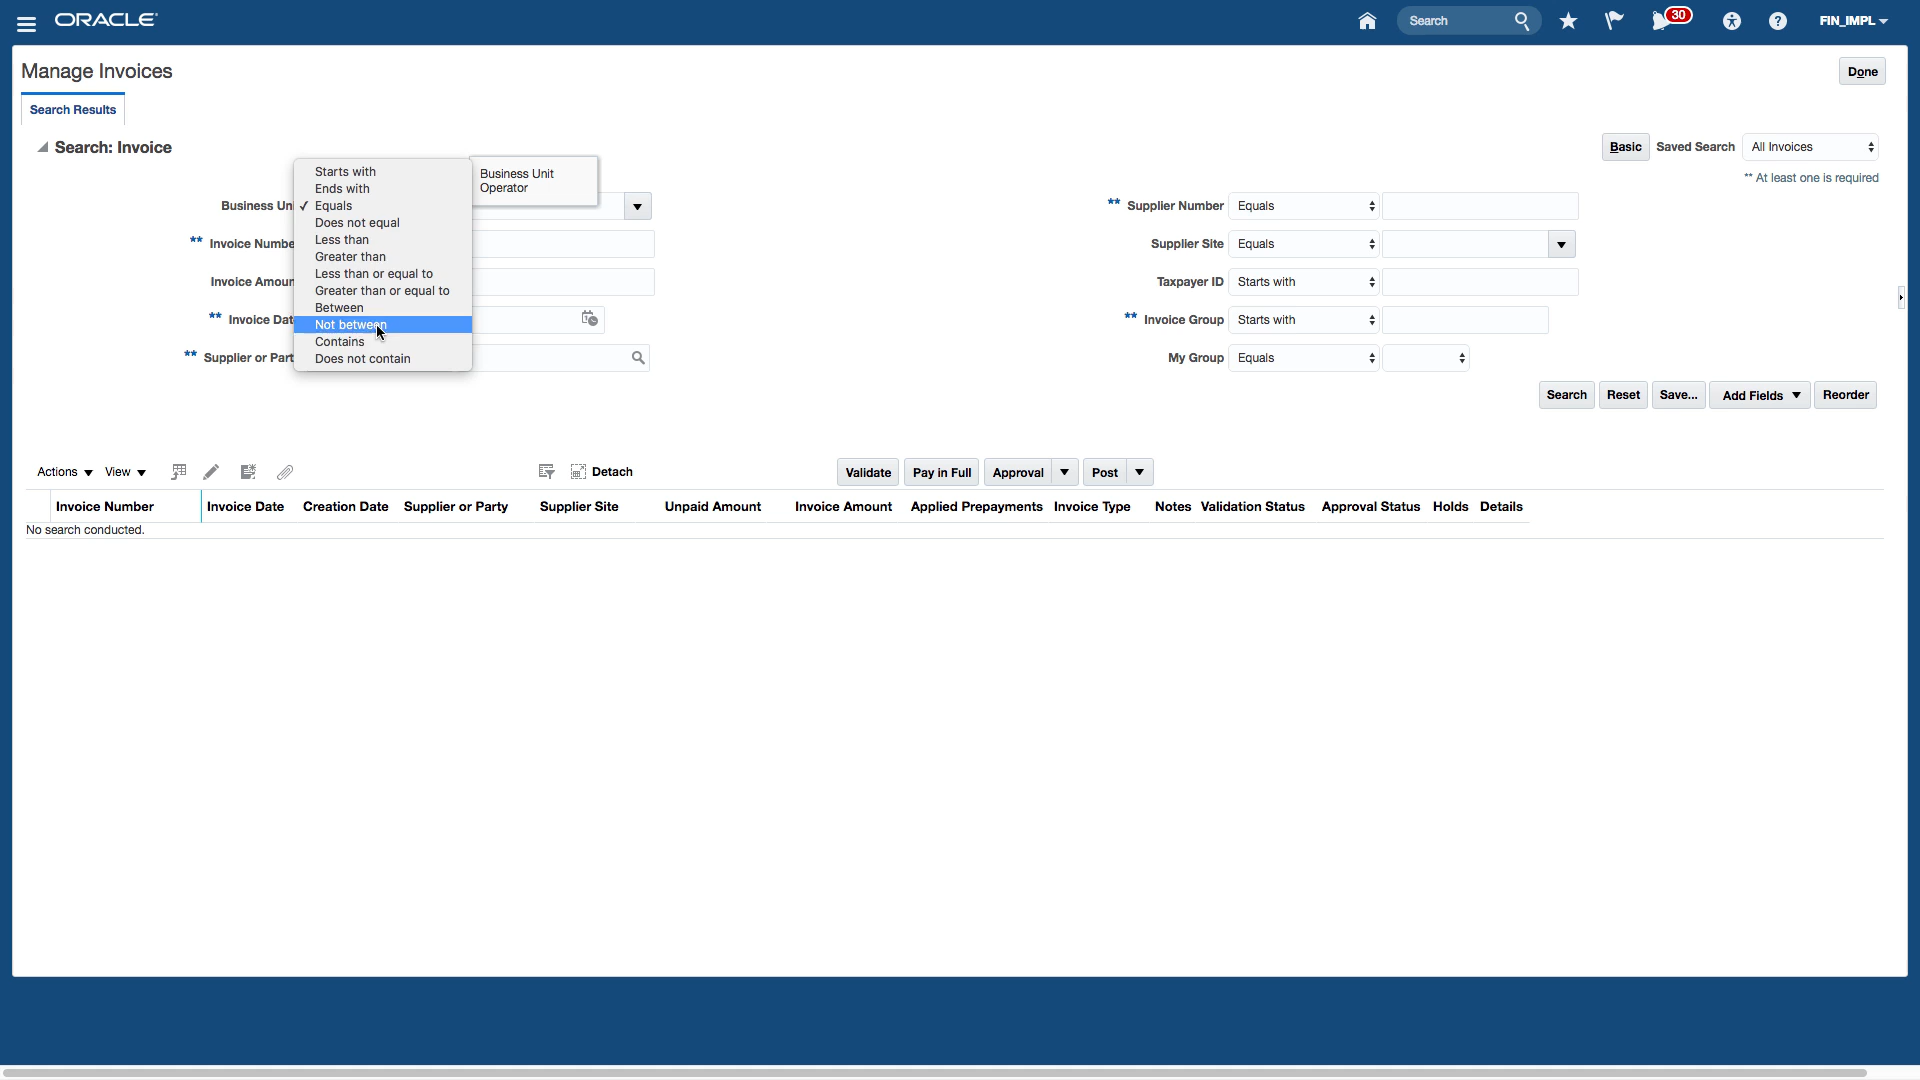 ORACLE
Search
30
FIN_IMPL
Manage Invoices
Done
Search Results
Search: Invoice
Basic Saved Search All Invoices
** At least one is required
Starts with
Ends with
✓ Equals
Does not equal
Less than
Greater than
Less than or equal to
Greater than or equal to
Between
Not between
Contains
Does not contain
Business Unit
Operator
Business Uni
** Invoice Numbe
Invoice Amoun
** Invoice Dat
** Supplier or Part
** Supplier Number Equals
Supplier Site Equals
Taxpayer ID Starts with
** Invoice Group Starts with
My Group Equals
Search Reset Save... Add Fields Reorder
Actions View Detach Validate Pay in Full Approval Post
Invoice Number Invoice Date Creation Date Supplier or Party Supplier Site Unpaid Amount Invoice Amount Applied Prepayments Invoice Type Notes Validation Status Approval Status Holds Details
No search conducted.